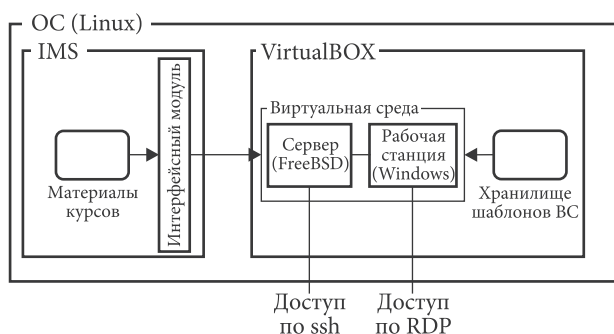 ОС (Linux)
IMS
VirtualBOX
Интерфейсный модуль
Материалы
курсов
Виртуальная среда
Сервер
(FreeBSD)
Рабочая
станция
(Windows)
Хранилище
шаблонов ВС
Доступ
по ssh
Доступ
по RDP